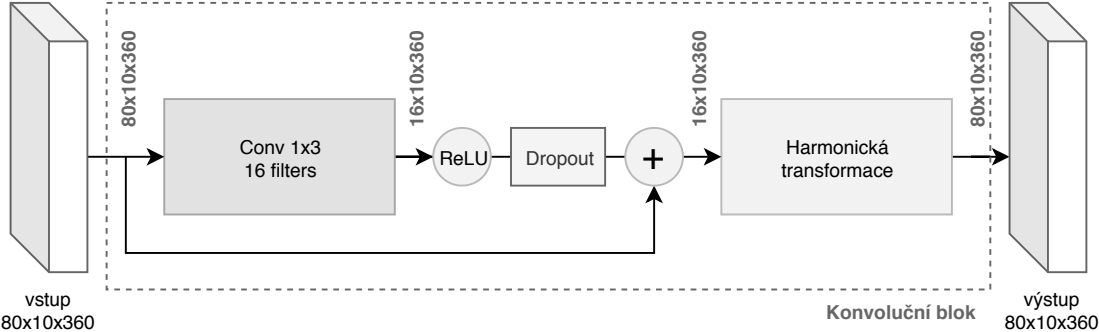 80x10x360
16x10x360
16x10x360
80x10x360
Conv 1x3
16 filters
ReLU
Dropout
+
Harmonická
transformace
vstup
80x10x360
Konvoluční blok
výstup
80x10x360